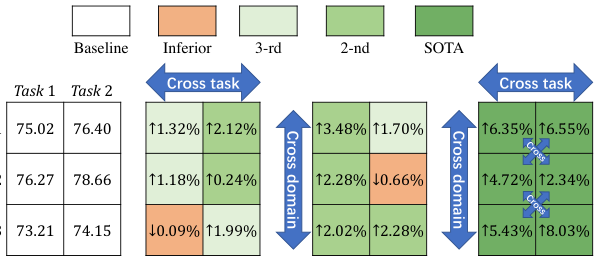 Baseline Inferior 3-rd 2-nd SOTA
Task 1 Task 2
Cross task
Cross task
75.02 76.40 ↑1.32% ↑2.12% ↑3.48% ↑1.70% ↑6.35% ↑6.55%
Cross domain
Cross domain
Cross
76.27 78.66 ↑1.18% ↑0.24% ↑2.28% ↓0.66% ↑4.72% ↑2.34%
Cross
73.21 74.15 ↓0.09% ↑1.99% ↑2.02% ↑2.28% ↑5.43% ↑8.03%